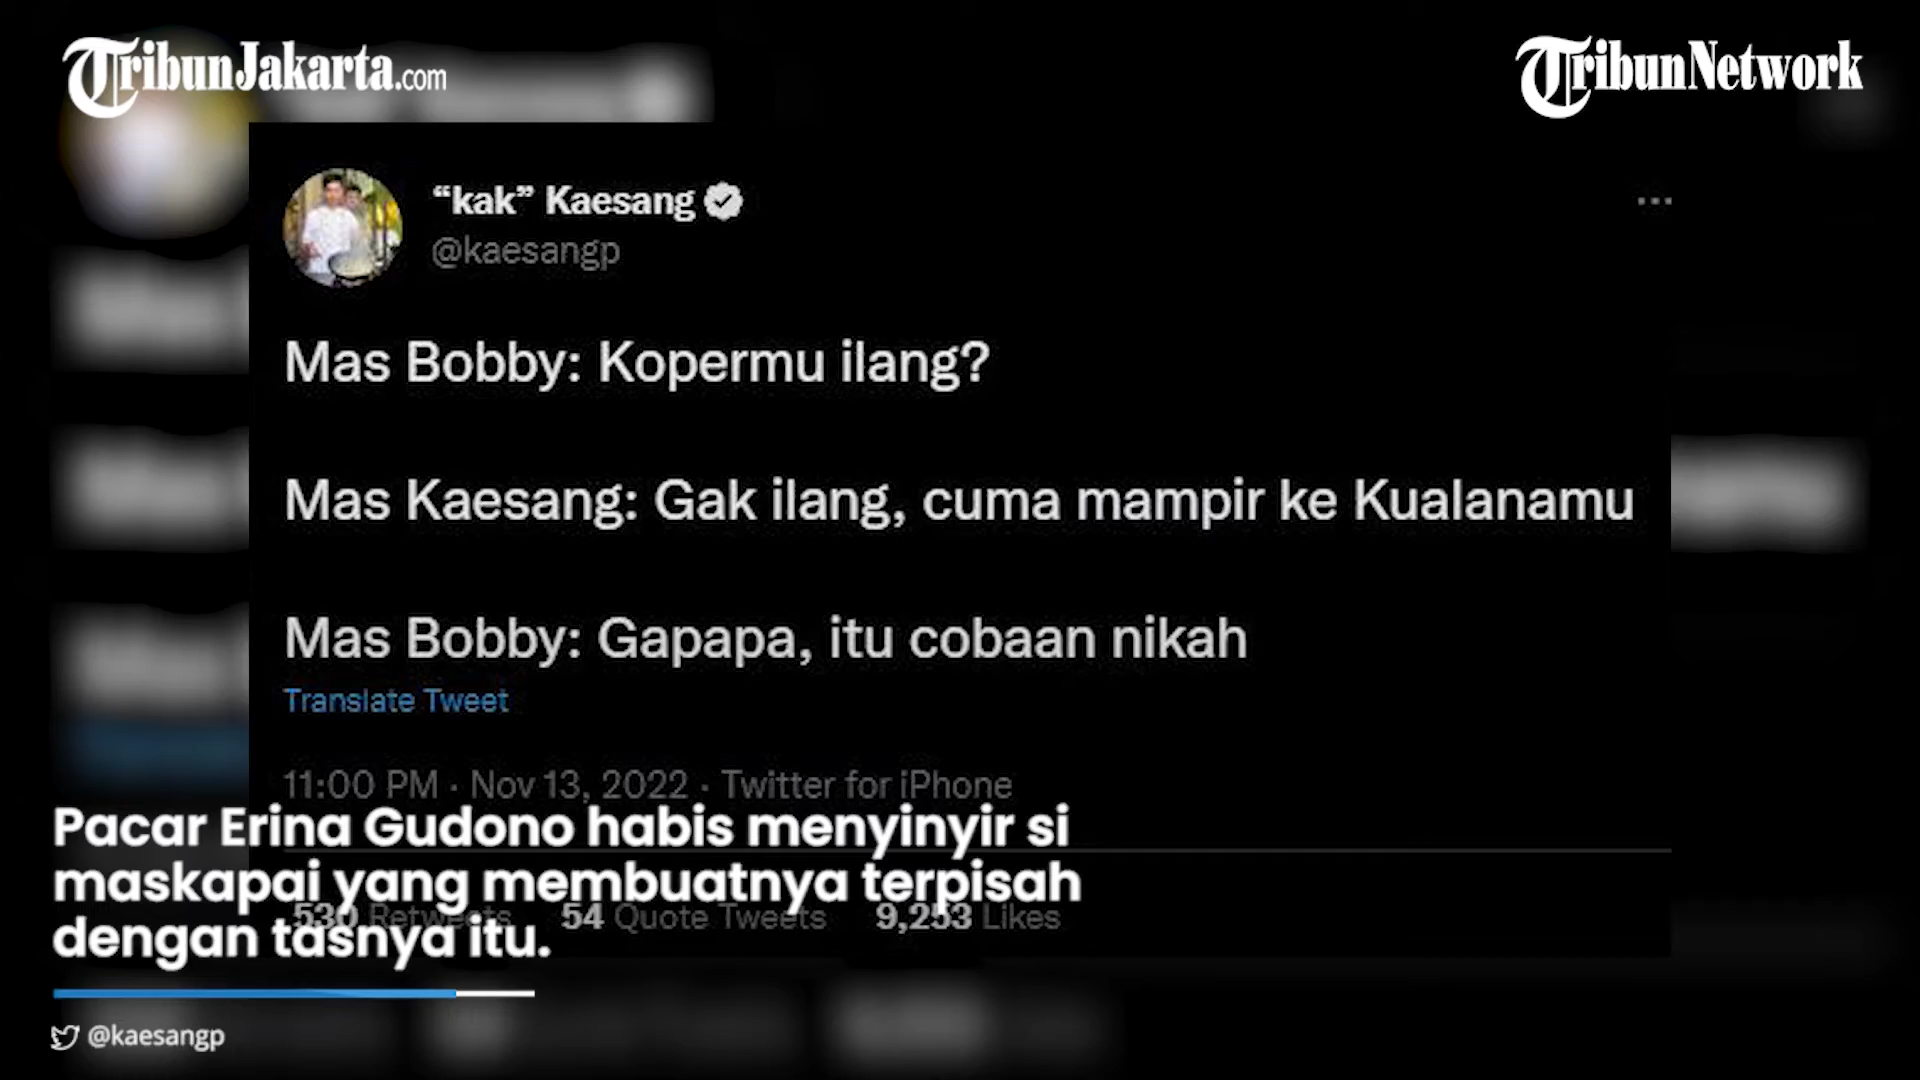 TribunJakarta.com
TribunNetwork
“kak” Kaesang
@kaesangp
Mas Bobby: Kopermu ilang?
Mas Kaesang: Gak ilang, cuma mampir ke Kualanamu
Mas Bobby: Gapapa, itu cobaan nikah
Translate Tweet
11:00 PM · Nov 13, 2022 · Twitter for iPhone
530 Retweets 54 Quote Tweets 9,253 Likes
Pacar Erina Gudono habis menyinyir si
maskapai yang membuatnya terpisah
dengan tasnya itu.
@kaesangp